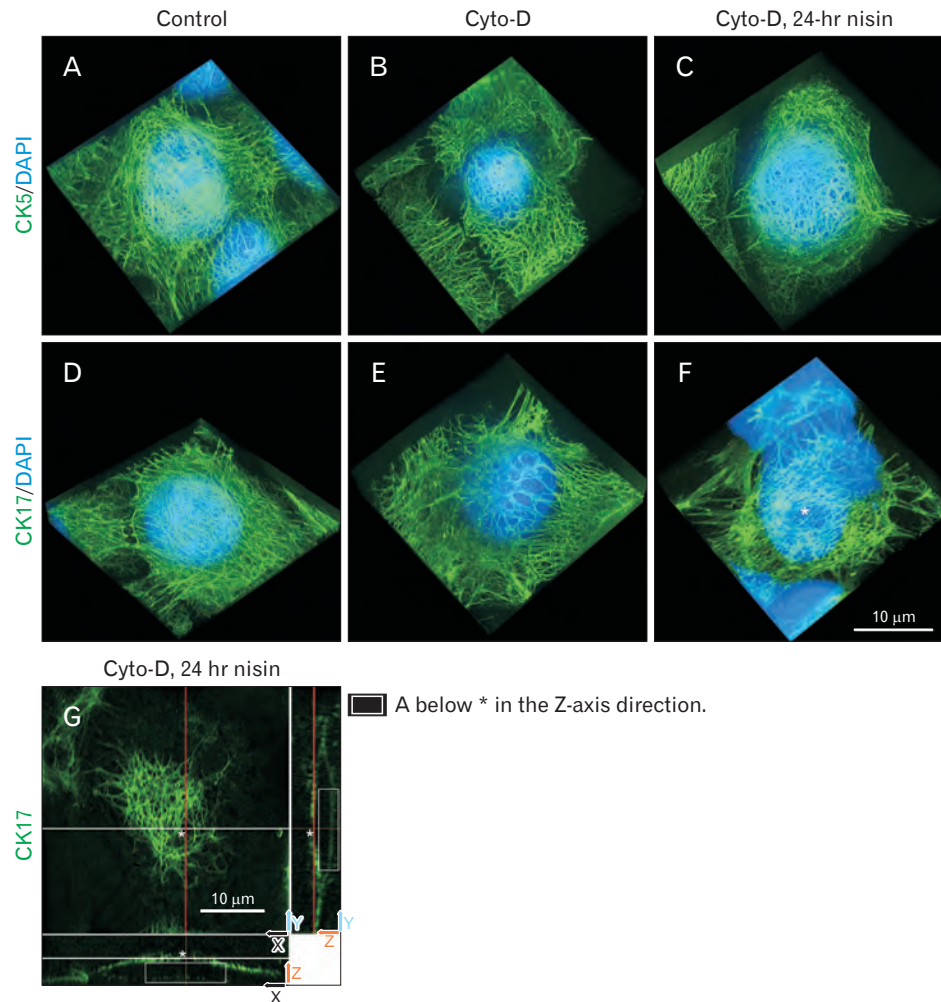 Control
Cyto-D
Cyto-D, 24-hr nisin
CK5/DAPI
A
B
C
CK17/DAPI
D
E
F
*
10 μm
Cyto-D, 24 hr nisin
A below * in the Z-axis direction.
CK17
G
*
*
10 μm
Y
Y
X
Z
*
Z
X